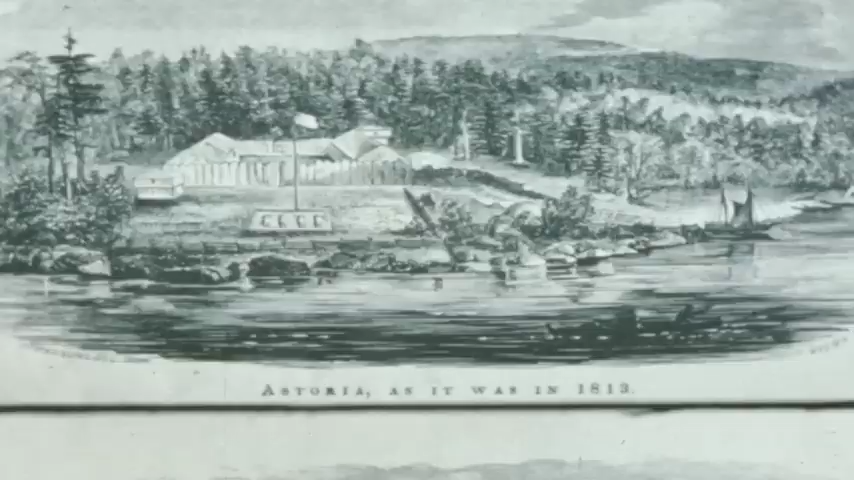 ASTORIA, AS IT WAS IN 1813.